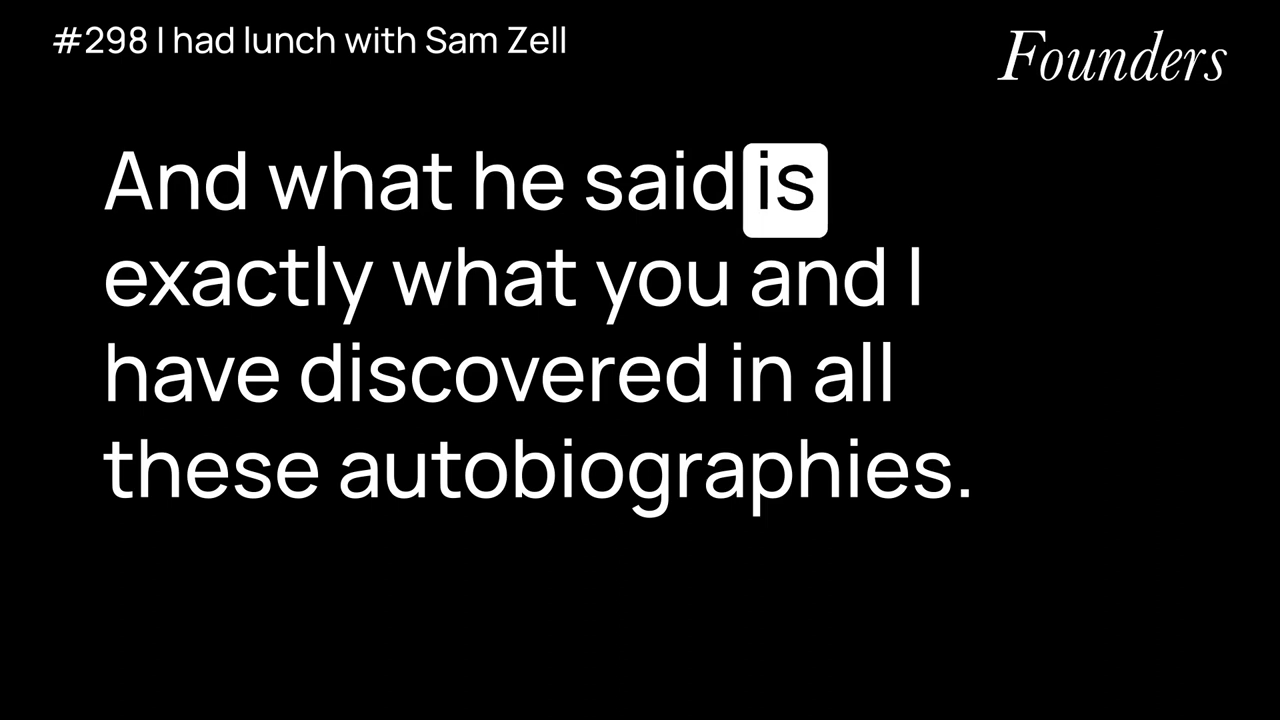 #298 I had lunch with Sam Zell
Founders
And what he said is
exactly what you and I
have discovered in all
these autobiographies.